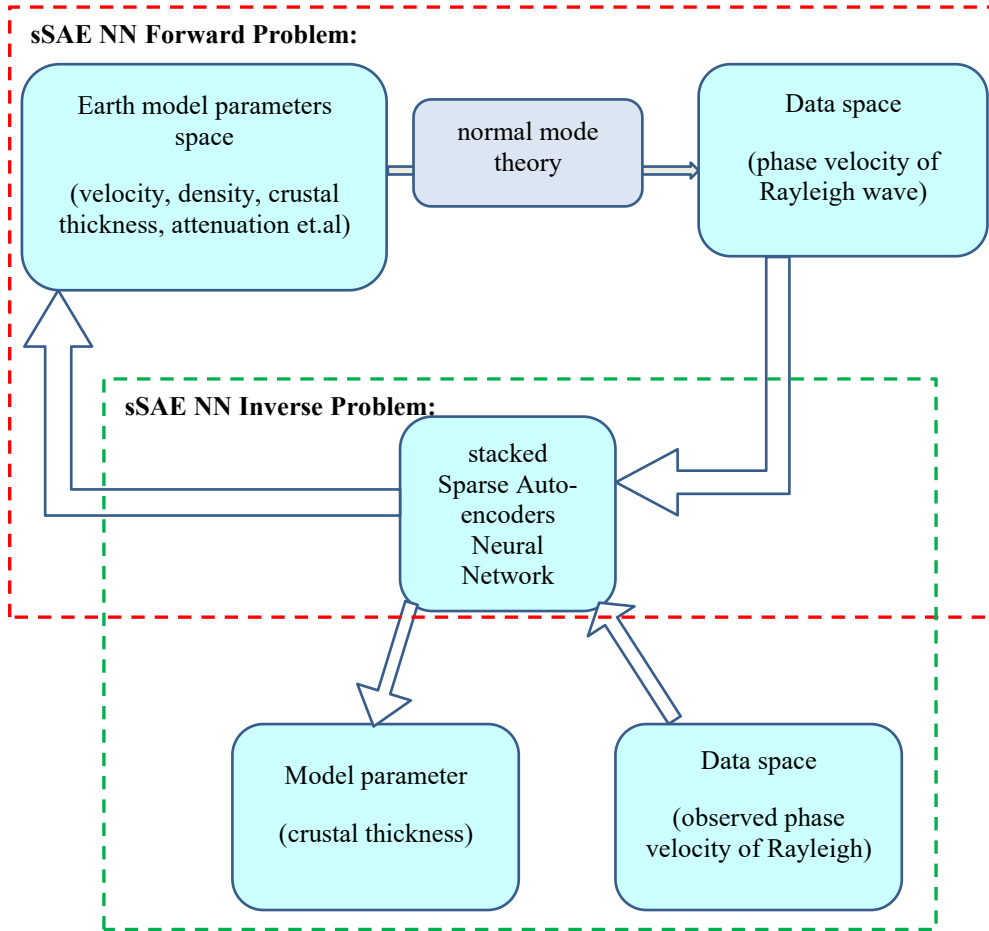 sSAE NN Forward Problem:
Earth model parameters
space
(velocity, density, crustal
thickness, attenuation et.al)
normal mode
theory
Data space
(phase velocity of
Rayleigh wave)
sSAE NN Inverse Problem:
stacked
Sparse Auto-
encoders
Neural
Network
Model parameter
(crustal thickness)
Data space
(observed phase
velocity of Rayleigh)